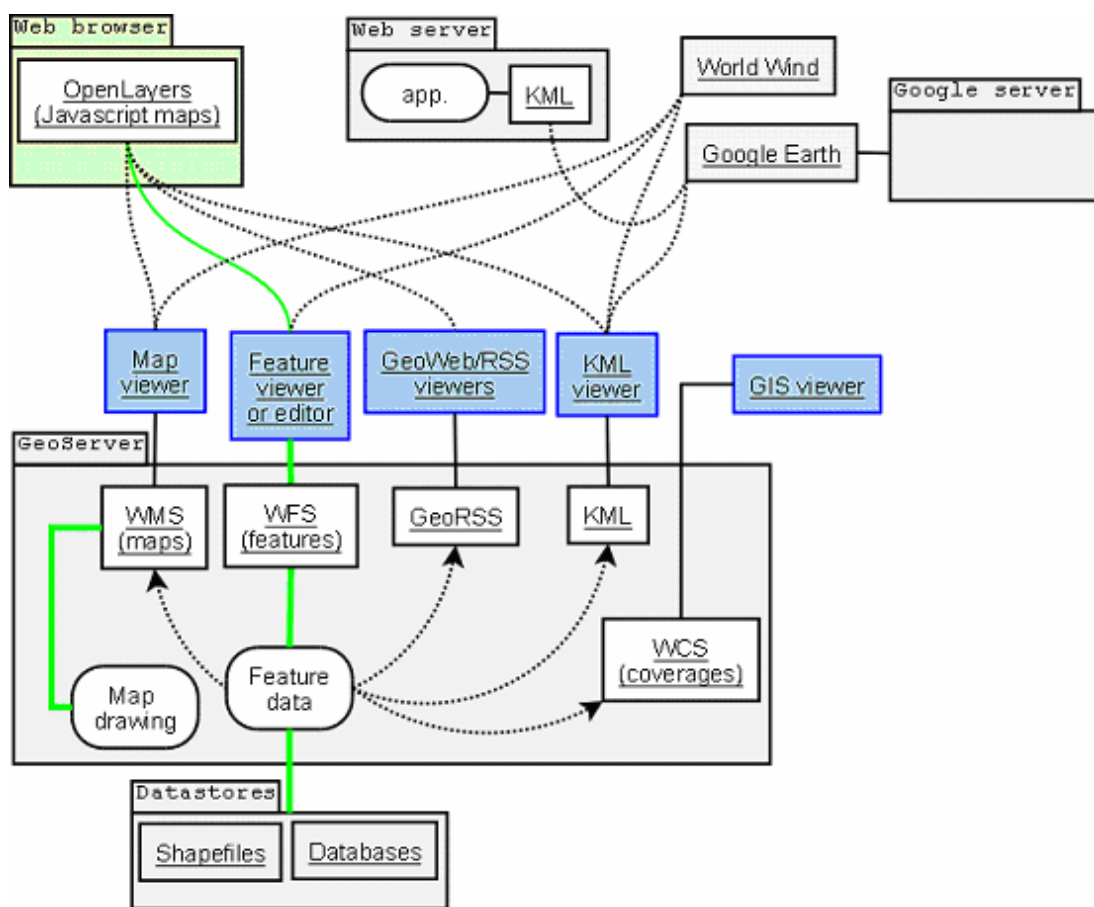 Web browser
OpenLayers
(Javascript maps)
Web server
app.
KML
World Wind
Google server
Google Earth
Map
viewer
Feature
viewer
or editor
GeoWeb/RSS
viewers
KML
viewer
GIS viewer
GeoServer
WMS
(maps)
WFS
(features)
GeoRSS
KML
WCS
(coverages)
Map
drawing
Feature
data
Datastores
Shapefiles
Databases